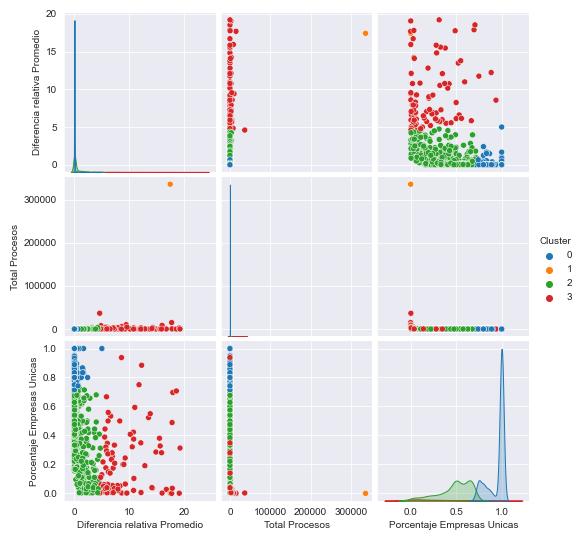 20
15
10
5
0
Diferencia relativa Promedio
300000
200000
100000
0
Total Procesos
Cluster
0
1
2
3
1.0
0.8
0.6
0.4
0.2
0.0
Porcentaje Empresas Unicas
0 10 20
0 100000 200000 300000
0.0 0.5 1.0
Diferencia relativa Promedio
Total Procesos
Porcentaje Empresas Unicas